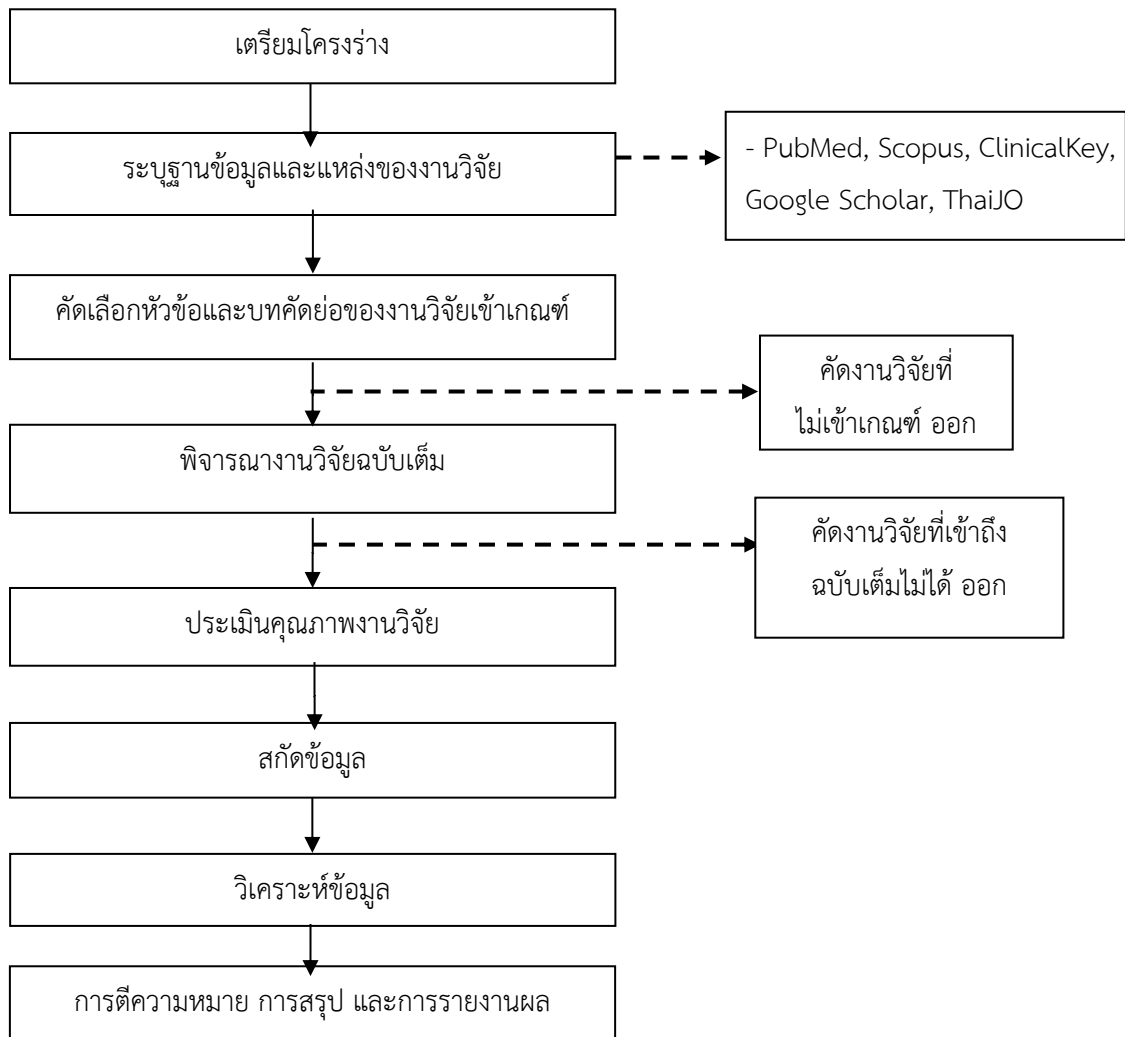 เตรียมโครงร่าง
ระบุฐานข้อมูลและแหล่งของงานวิจัย
- PubMed, Scopus, ClinicalKey,
Google Scholar, ThaiJO
คัดเลือกหัวข้อและบทคัดย่อของงานวิจัยเข้าเกณฑ์
คัดงานวิจัยที่
ไม่เข้าเกณฑ์ ออก
พิจารณางานวิจัยฉบับเต็ม
คัดงานวิจัยที่เข้าถึง
ฉบับเต็มไม่ได้ ออก
ประเมินคุณภาพงานวิจัย
สกัดข้อมูล
วิเคราะห์ข้อมูล
การตีความหมาย การสรุป และการรายงานผล